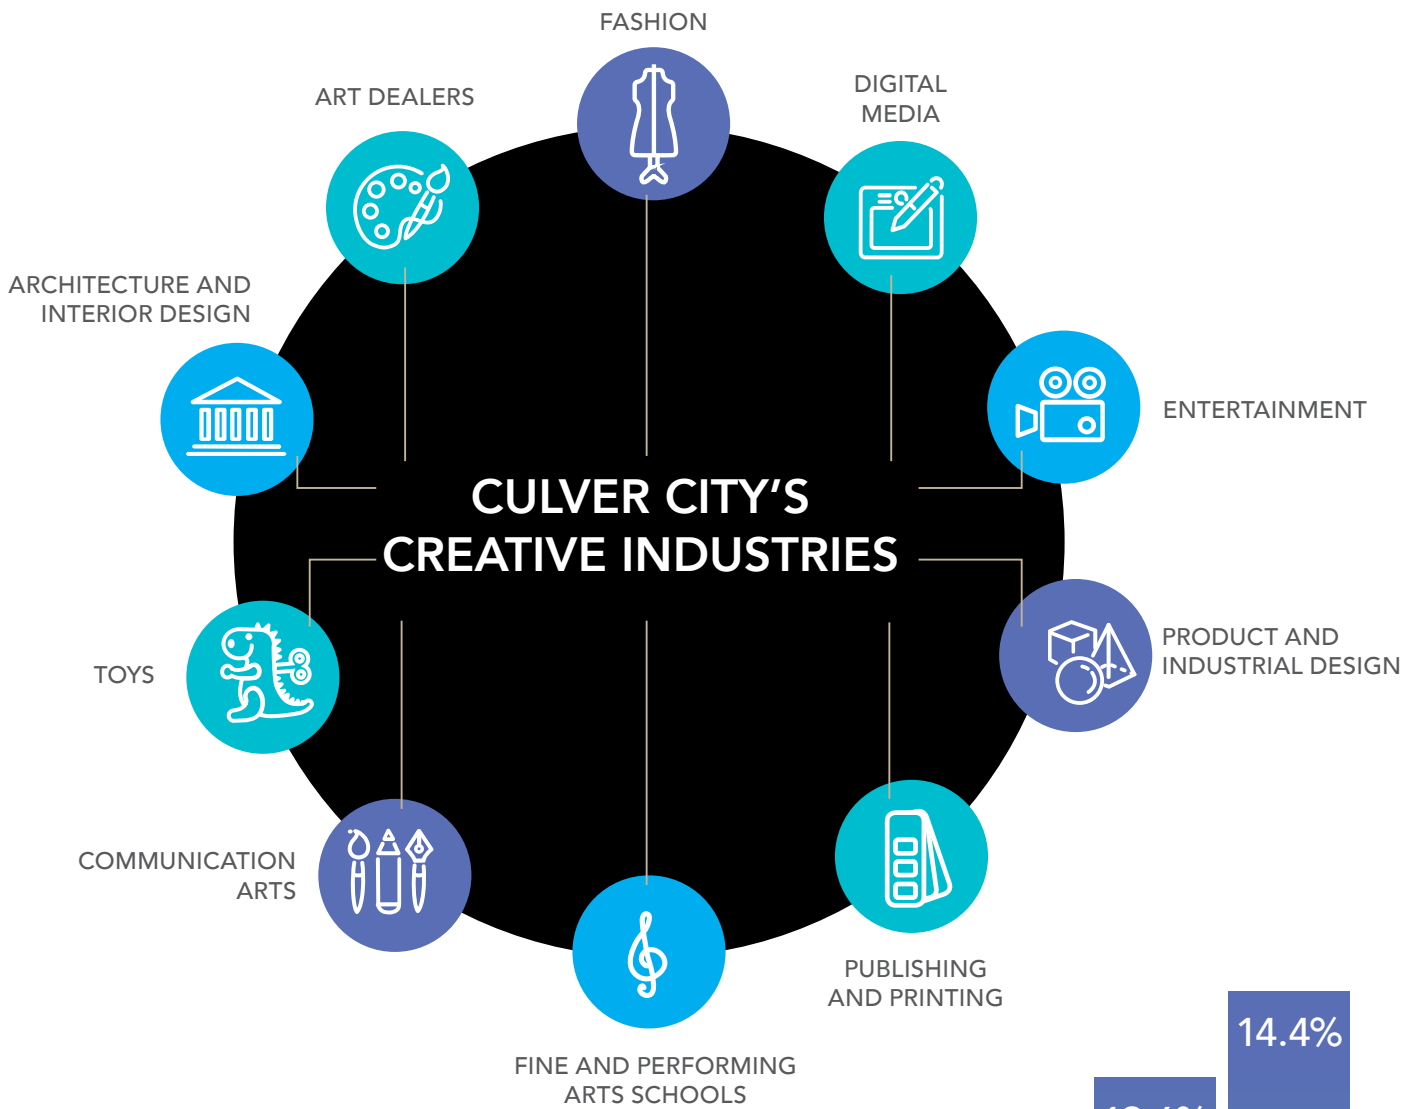 FASHION
ART DEALERS
DIGITAL
MEDIA
ARCHITECTURE AND
INTERIOR DESIGN
ENTERTAINMENT
CULVER CITY’S
CREATIVE INDUSTRIES
TOYS
PRODUCT AND
INDUSTRIAL DESIGN
COMMUNICATION
ARTS
PUBLISHING
AND PRINTING
FINE AND PERFORMING
ARTS SCHOOLS
14.4%